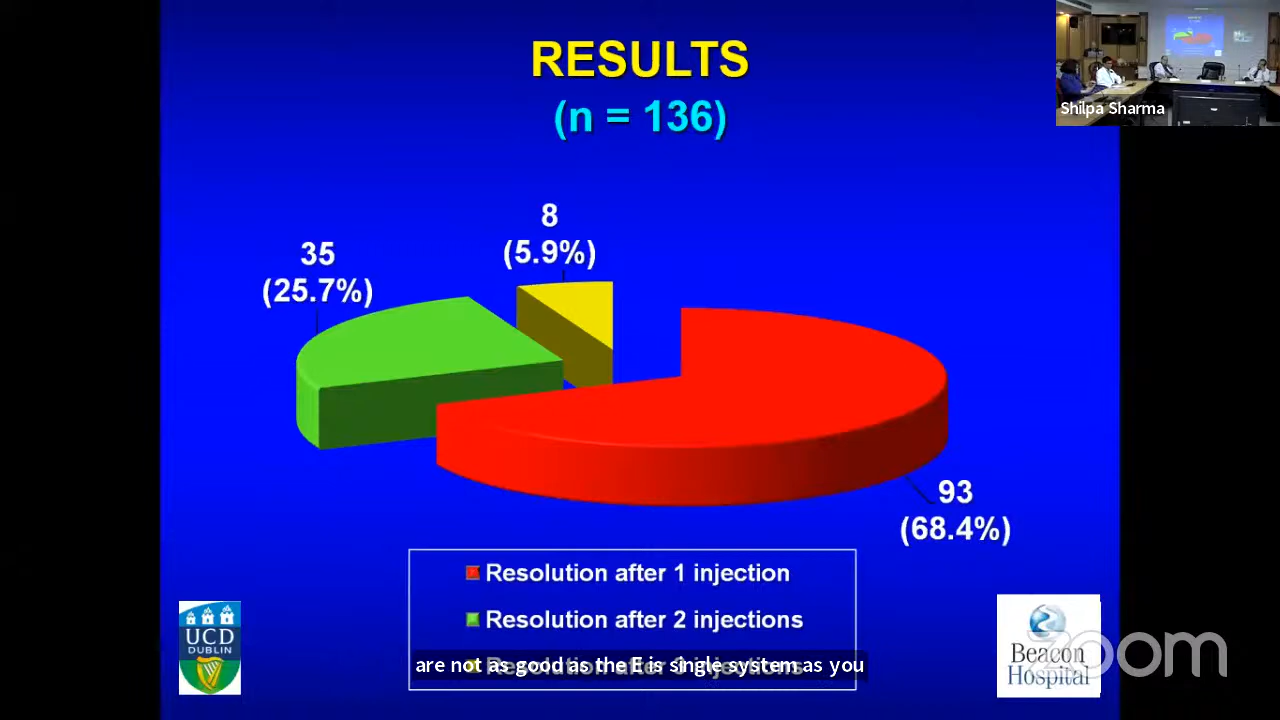 RESULTS
(n = 136)
Shilpa Sharma
8
(5.9%)
35
(25.7%)
93
(68.4%)
Resolution after 1 injection
Resolution after 2 injections
are not as good as the E is single system as you
UCD
DUBLIN
Beacon
Hospital
zoom